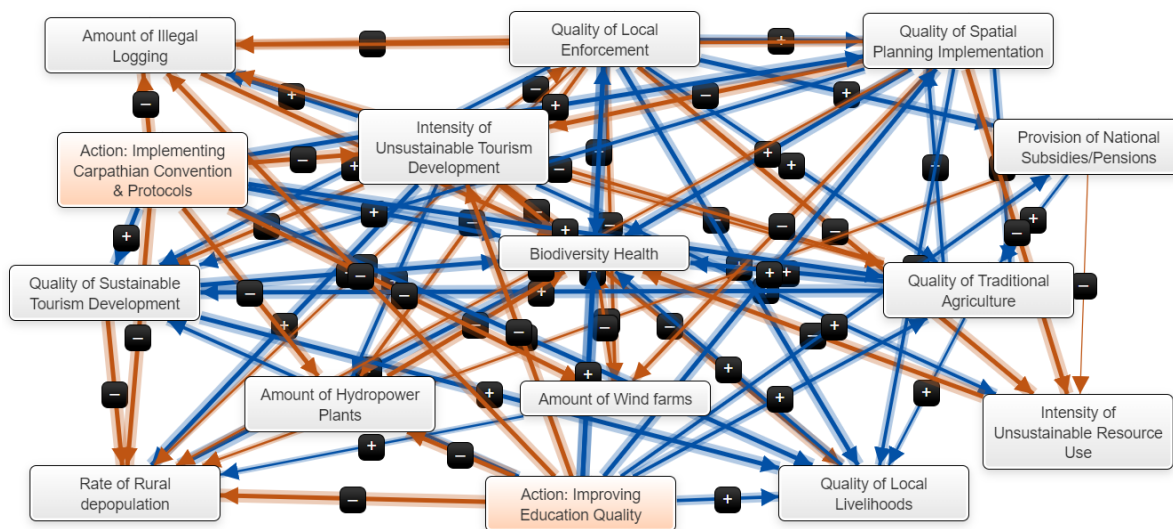 Amount of Illegal
Logging
Quality of Local
Enforcement
Quality of Spatial
Planning Implementation
Intensity of
Unsustainable Tourism
Development
Provision of National
Subsidies/Pensions
Action: Implementing
Carpathian Convention
& Protocols
Biodiversity Health
Quality of Sustainable
Tourism Development
Quality of Traditional
Agriculture
Amount of Hydropower
Plants
Amount of Wind farms
Intensity of
Unsustainable Resource
Use
Rate of Rural
depopulation
Action: Improving
Education Quality
Quality of Local
Livelihoods